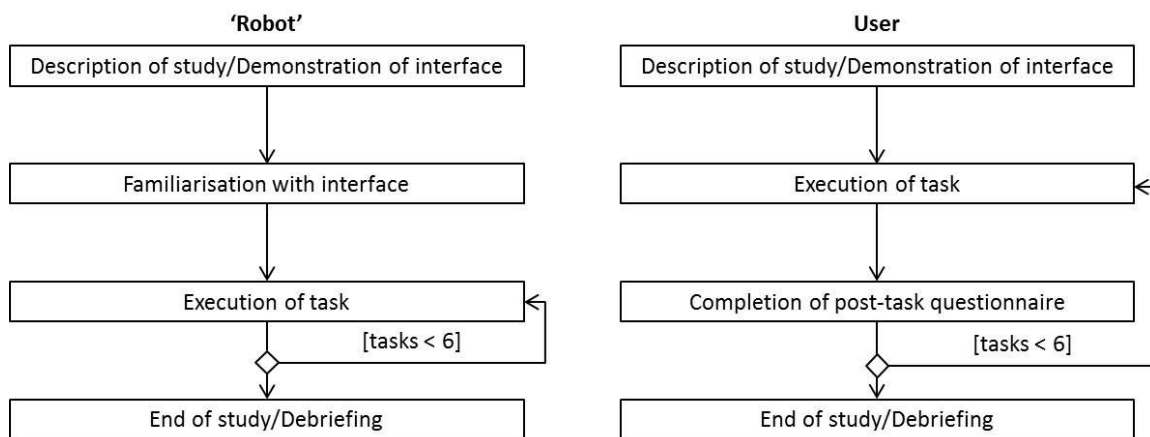 ‘Robot’
Description of study/Demonstration of interface
Familiarisation with interface
Execution of task
[tasks < 6]
End of study/Debriefing
User
Description of study/Demonstration of interface
Execution of task
Completion of post-task questionnaire
[tasks < 6]
End of study/Debriefing